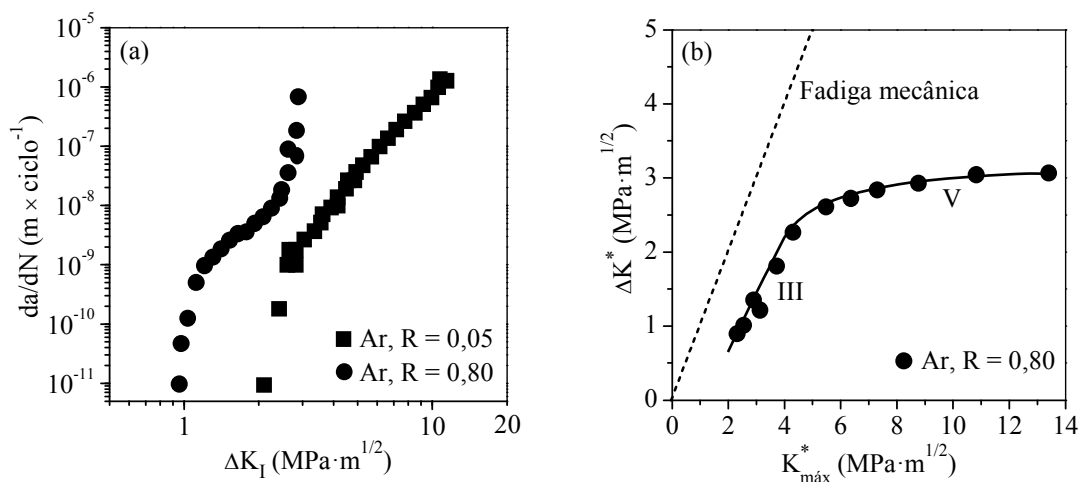 (a)
da/dN (m × ciclo⁻¹)
10⁻⁵
10⁻⁶
10⁻⁷
10⁻⁸
10⁻⁹
10⁻¹⁰
10⁻¹¹
Ar, R = 0,05
Ar, R = 0,80
1
10
20
ΔK_I (MPa·m^1/2)
(b)
ΔK* (MPa·m^1/2)
5
4
3
2
1
0
Fadiga mecânica
V
III
Ar, R = 0,80
0 2 4 6 8 10 12 14
K*_máx (MPa·m^1/2)